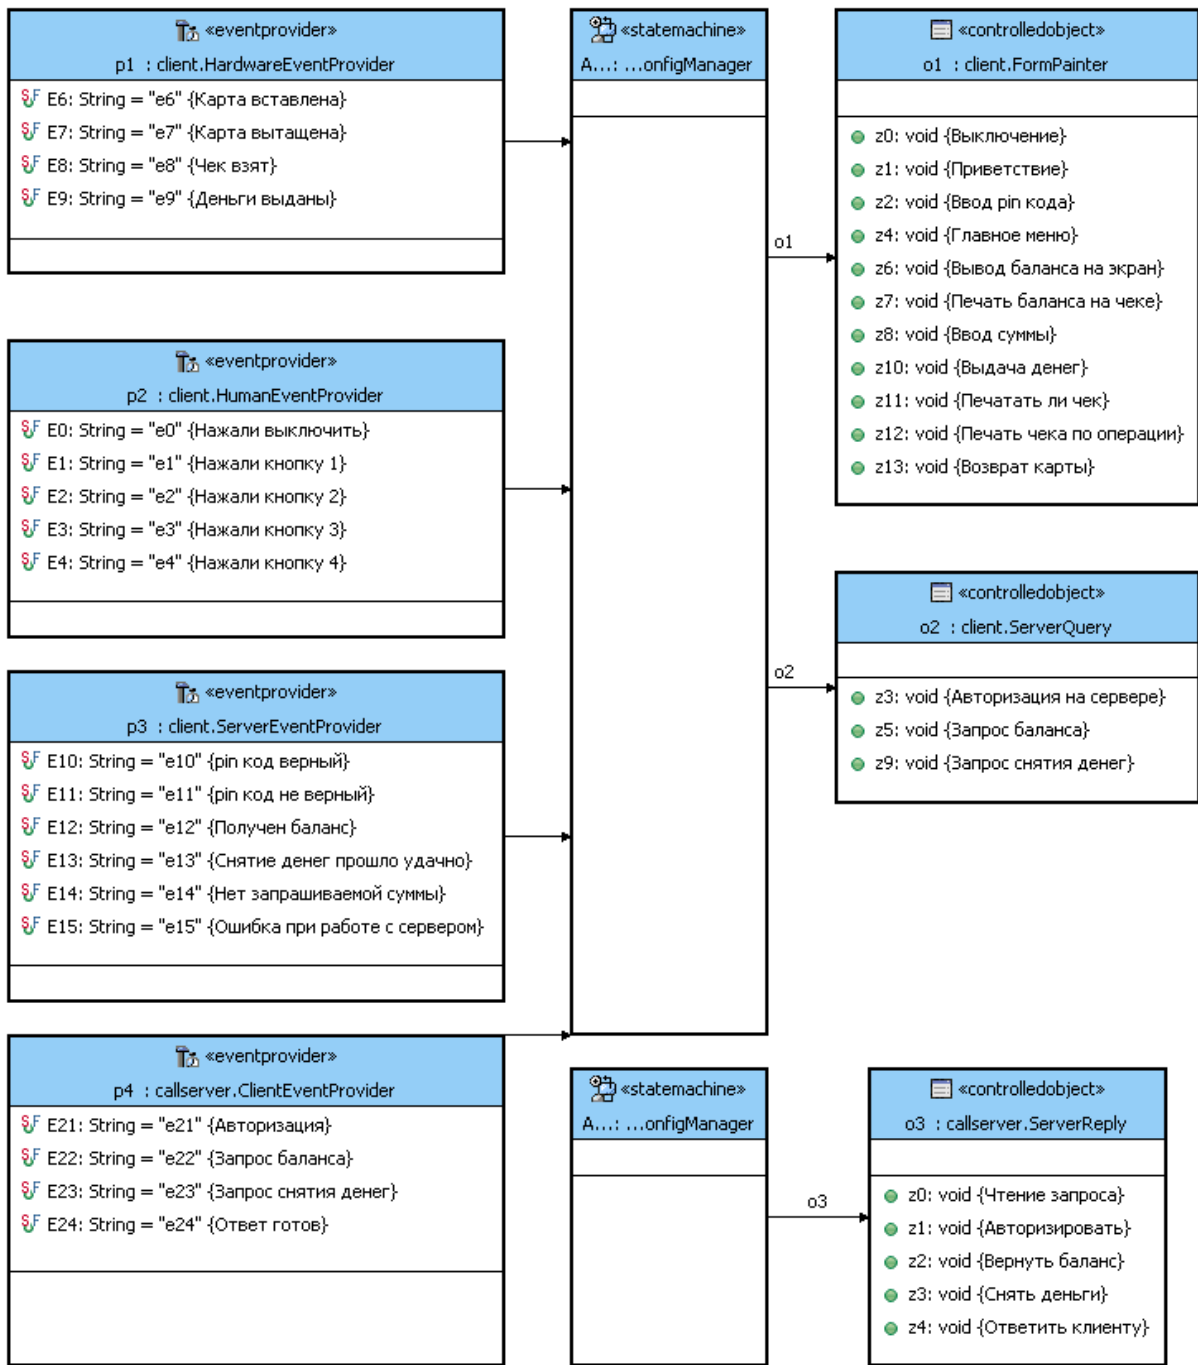 «eventprovider»
p1 : client.HardwareEventProvider
E6: String = "e6" {Карта вставлена}
E7: String = "e7" {Карта вытащена}
E8: String = "e8" {Чек взят}
E9: String = "e9" {Деньги выданы}
«eventprovider»
p2 : client.HumanEventProvider
E0: String = "e0" {Нажали выключить}
E1: String = "e1" {Нажали кнопку 1}
E2: String = "e2" {Нажали кнопку 2}
E3: String = "e3" {Нажали кнопку 3}
E4: String = "e4" {Нажали кнопку 4}
«eventprovider»
p3 : client.ServerEventProvider
E10: String = "e10" {pin код верный}
E11: String = "e11" {pin код не верный}
E12: String = "e12" {Получен баланс}
E13: String = "e13" {Снятие денег прошло удачно}
E14: String = "e14" {Нет запрашиваемой суммы}
E15: String = "e15" {Ошибка при работе с сервером}
«eventprovider»
p4 : callserver.ClientEventProvider
E21: String = "e21" {Авторизация}
E22: String = "e22" {Запрос баланса}
E23: String = "e23" {Запрос снятия денег}
E24: String = "e24" {Ответ готов}
«statemachine»
A...: ...onfigManager
o1
o2
«statemachine»
A...: ...onfigManager
o3
«controlledobject»
o1 : client.FormPainter
z0: void {Выключение}
z1: void {Приветствие}
z2: void {Ввод pin кода}
z4: void {Главное меню}
z6: void {Вывод баланса на экран}
z7: void {Печать баланса на чеке}
z8: void {Ввод суммы}
z10: void {Выдача денег}
z11: void {Печатать ли чек}
z12: void {Печать чека по операции}
z13: void {Возврат карты}
«controlledobject»
o2 : client.ServerQuery
z3: void {Авторизация на сервере}
z5: void {Запрос баланса}
z9: void {Запрос снятия денег}
«controlledobject»
o3 : callserver.ServerReply
z0: void {Чтение запроса}
z1: void {Авторизировать}
z2: void {Вернуть баланс}
z3: void {Снять деньги}
z4: void {Ответить клиенту}